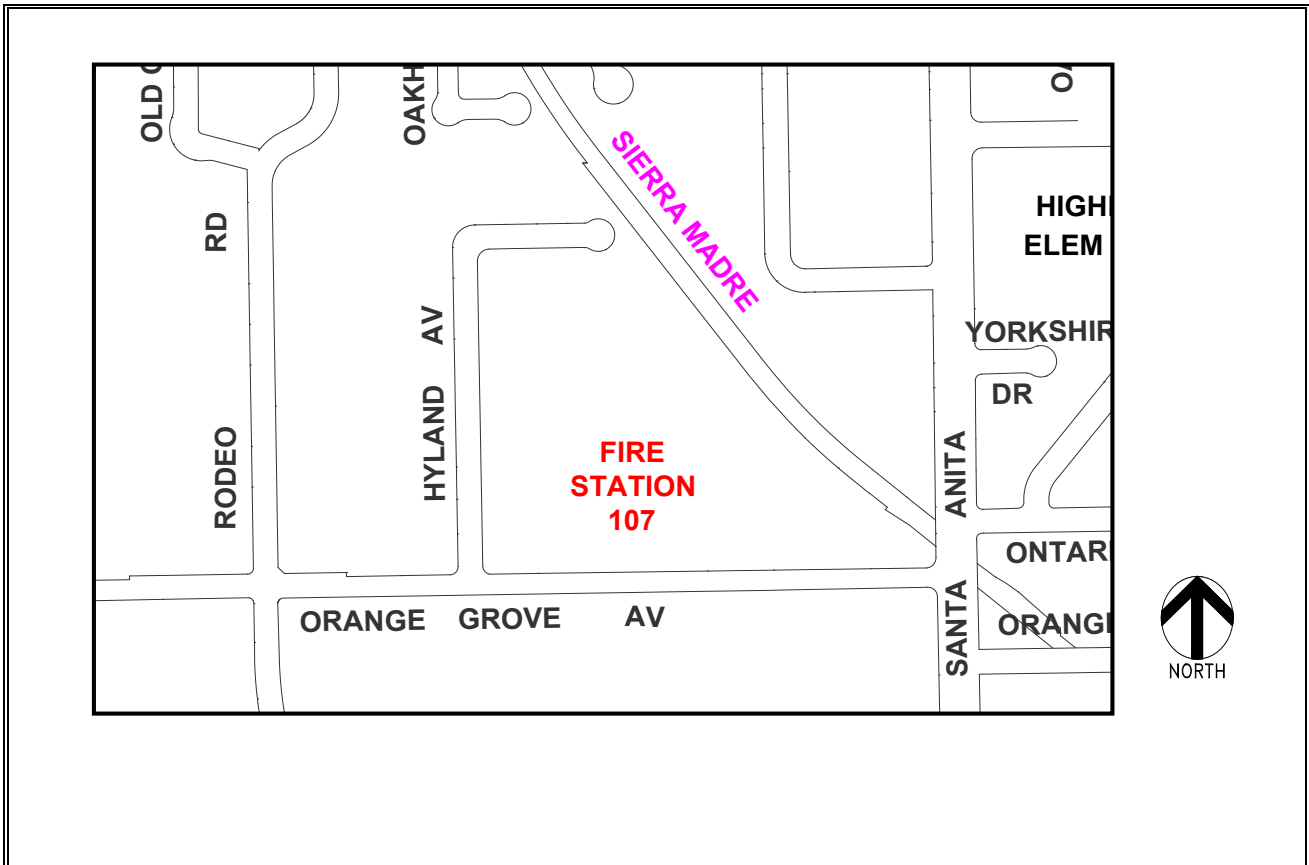 OLD
OAKH
SIERRA MADRE
RD
HIGH
ELEM
AV
YORKSHIR
DR
HYLAND
RODEO
FIRE
STATION
107
ANITA
ONTAR
SANTA
ORANGE GROVE AV
ORANG
NORTH